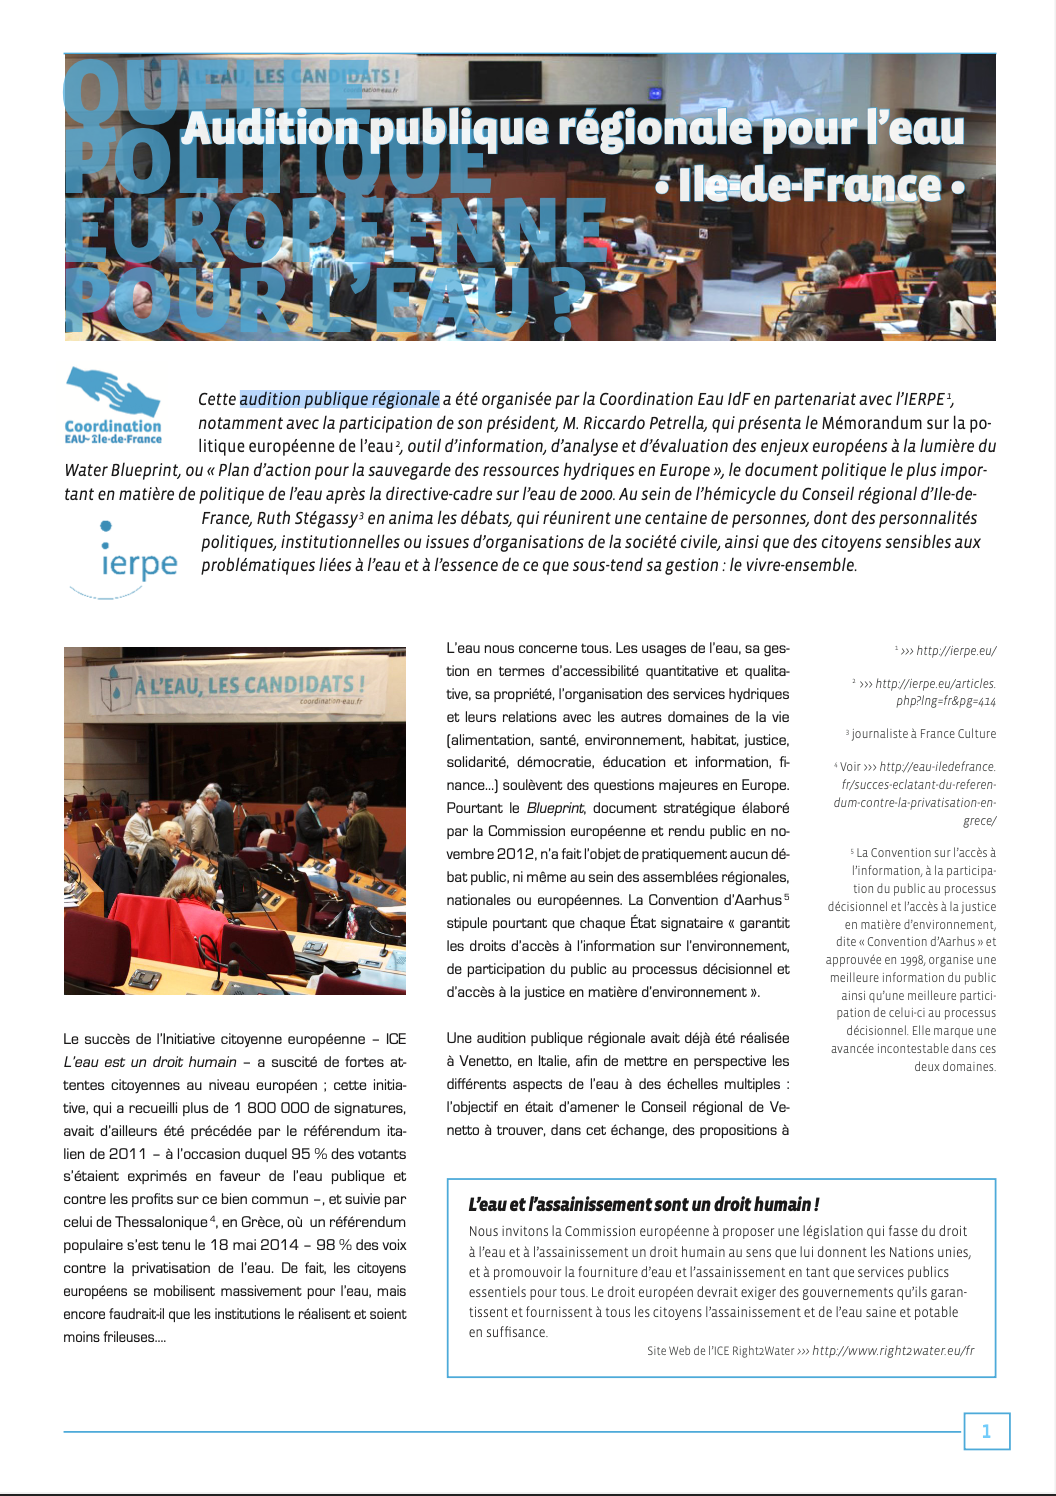 QUELLE
POLITIQUE
EUROPÉENNE
POUR L'EAU ?
À L'EAU, LES CANDIDATS !
coordination-eau.fr
Audition publique régionale pour l'eau
• Ile-de-France •
Coordination
EAU~ Île-de-France
Cette audition publique régionale a été organisée par la Coordination Eau IdF en partenariat avec l'IERPE ¹,
notamment avec la participation de son président, M. Riccardo Petrella, qui présenta le Mémorandum sur la po-
litique européenne de l'eau ², outil d'information, d'analyse et d'évaluation des enjeux européens à la lumière du
Water Blueprint, ou « Plan d'action pour la sauvegarde des ressources hydriques en Europe », le document politique le plus impor-
tant en matière de politique de l'eau après la directive-cadre sur l'eau de 2000. Au sein de l'hémicycle du Conseil régional d'Ile-de-
France, Ruth Stégassy ³ en anima les débats, qui réunirent une centaine de personnes, dont des personnalités
politiques, institutionnelles ou issues d'organisations de la société civile, ainsi que des citoyens sensibles aux
problématiques liées à l'eau et à l'essence de ce que sous-tend sa gestion : le vivre-ensemble.
ierpe
À L'EAU, LES CANDIDATS !
coordination-eau.fr
Le succès de l'Initiative citoyenne européenne – ICE
L'eau est un droit humain – a suscité de fortes at-
tentes citoyennes au niveau européen ; cette initia-
tive, qui a recueilli plus de 1 800 000 de signatures,
avait d'ailleurs été précédée par le référendum ita-
lien de 2011 – à l'occasion duquel 95 % des votants
s'étaient exprimés en faveur de l'eau publique et
contre les profits sur ce bien commun –, et suivie par
celui de Thessalonique ⁴, en Grèce, où un référendum
populaire s'est tenu le 18 mai 2014 – 98 % des voix
contre la privatisation de l'eau. De fait, les citoyens
européens se mobilisent massivement pour l'eau, mais
encore faudrait-il que les institutions le réalisent et soient
moins frileuses....
L'eau nous concerne tous. Les usages de l'eau, sa ges-
tion en termes d'accessibilité quantitative et qualita-
tive, sa propriété, l'organisation des services hydriques
et leurs relations avec les autres domaines de la vie
(alimentation, santé, environnement, habitat, justice,
solidarité, démocratie, éducation et information, fi-
nance...) soulèvent des questions majeures en Europe.
Pourtant le Blueprint, document stratégique élaboré
par la Commission européenne et rendu public en no-
vembre 2012, n'a fait l'objet de pratiquement aucun dé-
bat public, ni même au sein des assemblées régionales,
nationales ou européennes. La Convention d'Aarhus ⁵
stipule pourtant que chaque État signataire « garantit
les droits d'accès à l'information sur l'environnement,
de participation du public au processus décisionnel et
d'accès à la justice en matière d'environnement ».
Une audition publique régionale avait déjà été réalisée
à Venetto, en Italie, afin de mettre en perspective les
différents aspects de l'eau à des échelles multiples :
l'objectif en était d'amener le Conseil régional de Ve-
netto à trouver, dans cet échange, des propositions à
¹ ››› http://ierpe.eu/
² ››› http://ierpe.eu/articles.
php?lng=fr&pg=414
³ journaliste à France Culture
⁴ Voir ››› http://eau-iledefrance.
fr/succes-eclatant-du-referen-
dum-contre-la-privatisation-en-
grece/
⁵ La Convention sur l'accès à
l'information, à la participa-
tion du public au processus
décisionnel et l'accès à la justice
en matière d'environnement,
dite « Convention d'Aarhus » et
approuvée en 1998, organise une
meilleure information du public
ainsi qu'une meilleure partici-
pation de celui-ci au processus
décisionnel. Elle marque une
avancée incontestable dans ces
deux domaines.
L'eau et l'assainissement sont un droit humain !
Nous invitons la Commission européenne à proposer une législation qui fasse du droit
à l'eau et à l'assainissement un droit humain au sens que lui donnent les Nations unies,
et à promouvoir la fourniture d'eau et l'assainissement en tant que services publics
essentiels pour tous. Le droit européen devrait exiger des gouvernements qu'ils garan-
tissent et fournissent à tous les citoyens l'assainissement et de l'eau saine et potable
en suffisance.
Site Web de l'ICE Right2Water ››› http://www.right2water.eu/fr
1